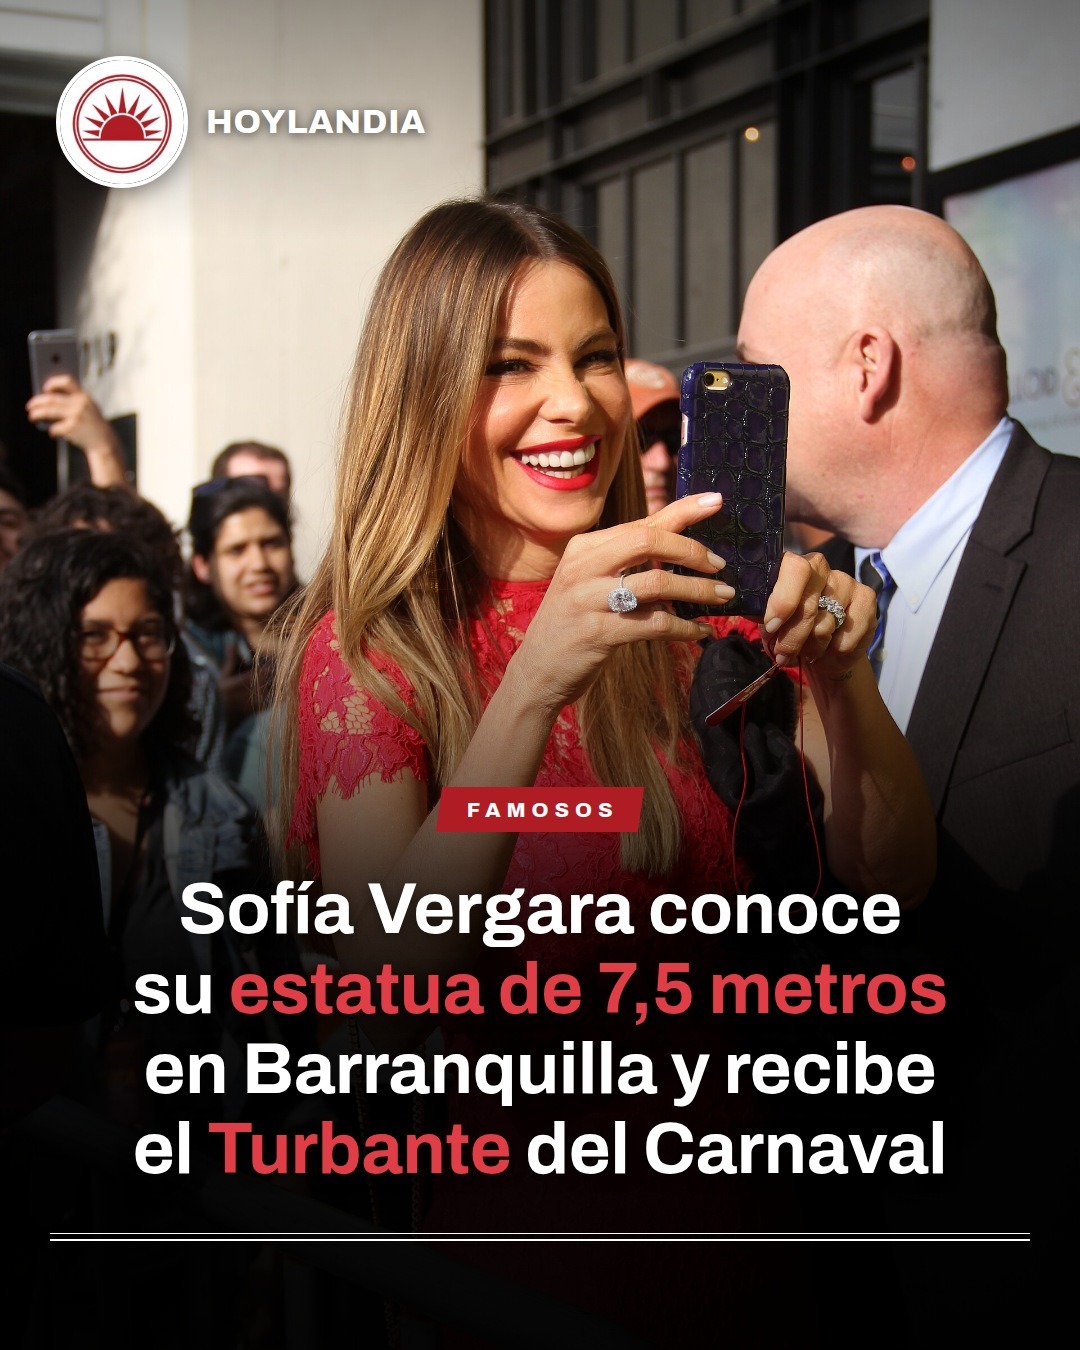 HOYLANDIA
FAMOSOS
Sofía Vergara conoce
su estatua de 7,5 metros
en Barranquilla y recibe
el Turbante del Carnaval